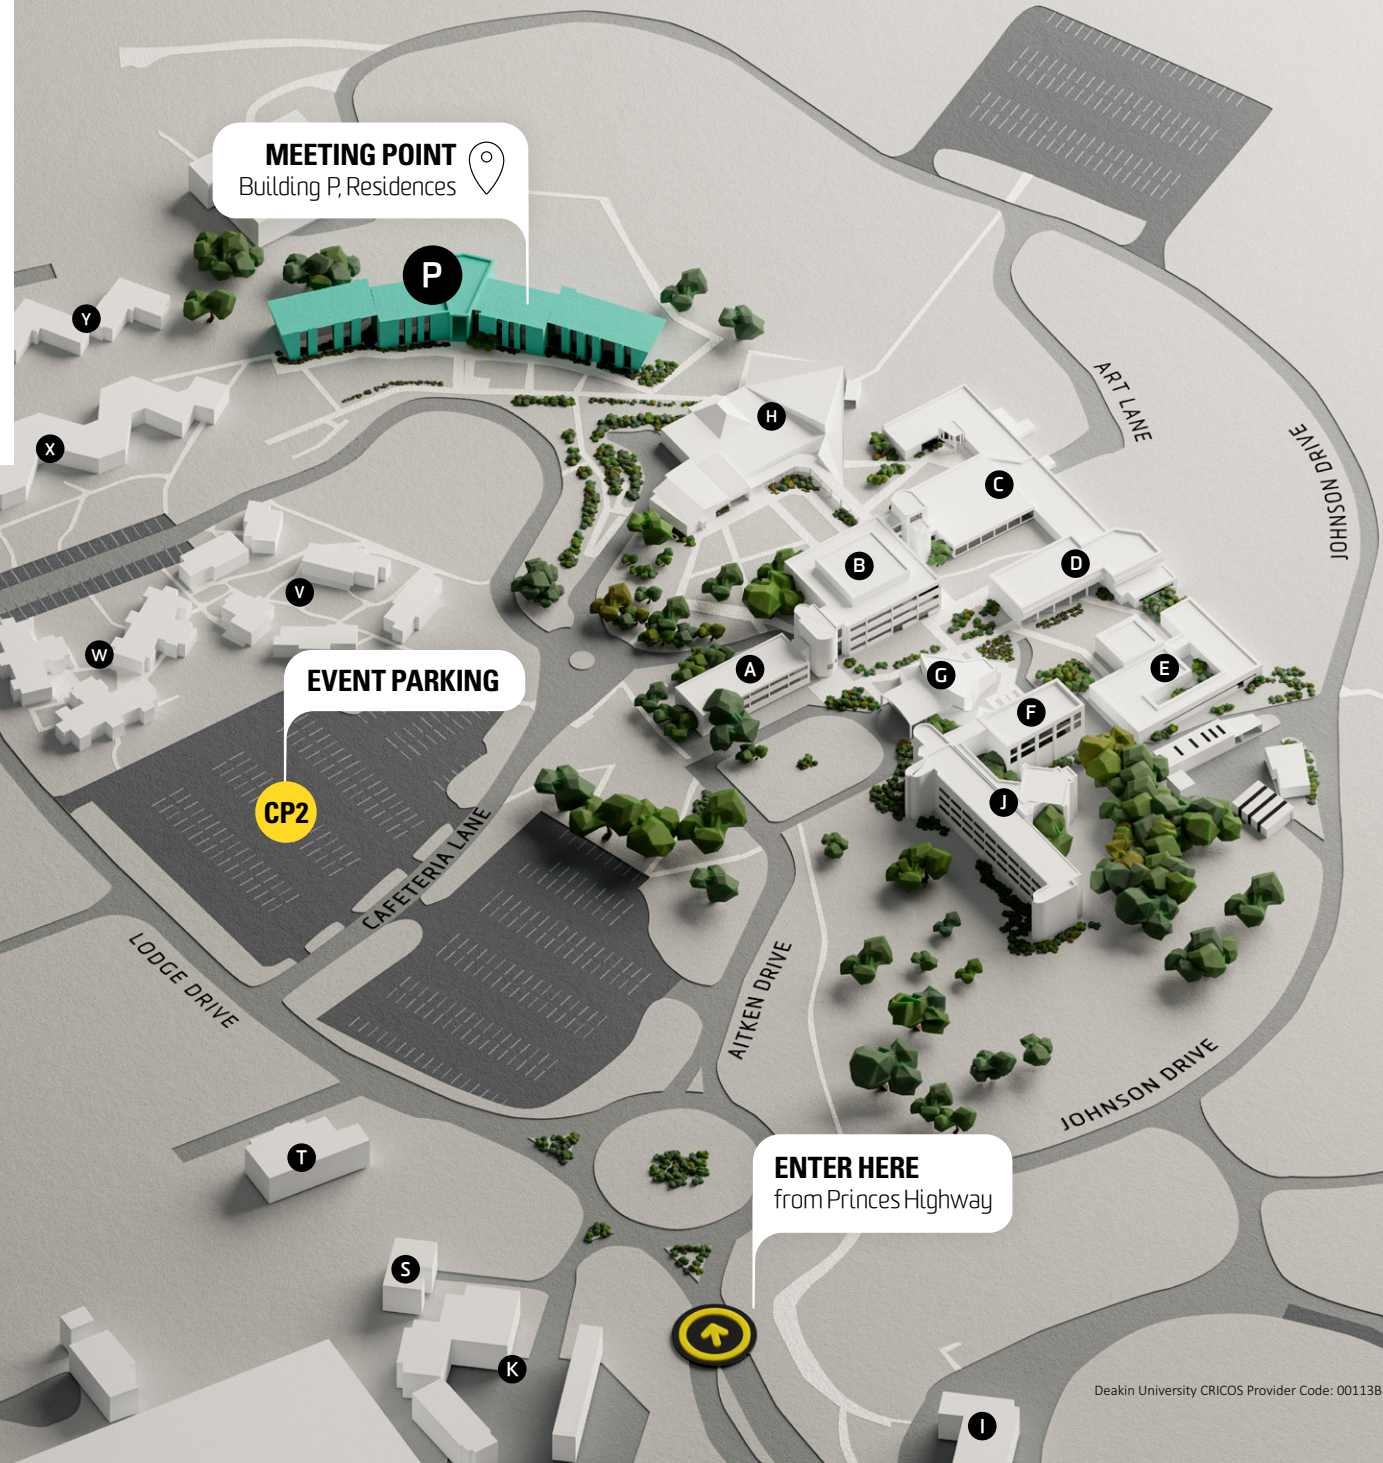 MEETING POINT
Building P, Residences
P
Y
X
H
ART LANE
JOHNSON DRIVE
C
B
D
V
W
A
G
E
F
EVENT PARKING
CP2
J
CAFETERIA LANE
LODGE DRIVE
AITKEN DRIVE
JOHNSON DRIVE
T
ENTER HERE
from Princes Highway
S
K
I
Deakin University CRICOS Provider Code: 00113B